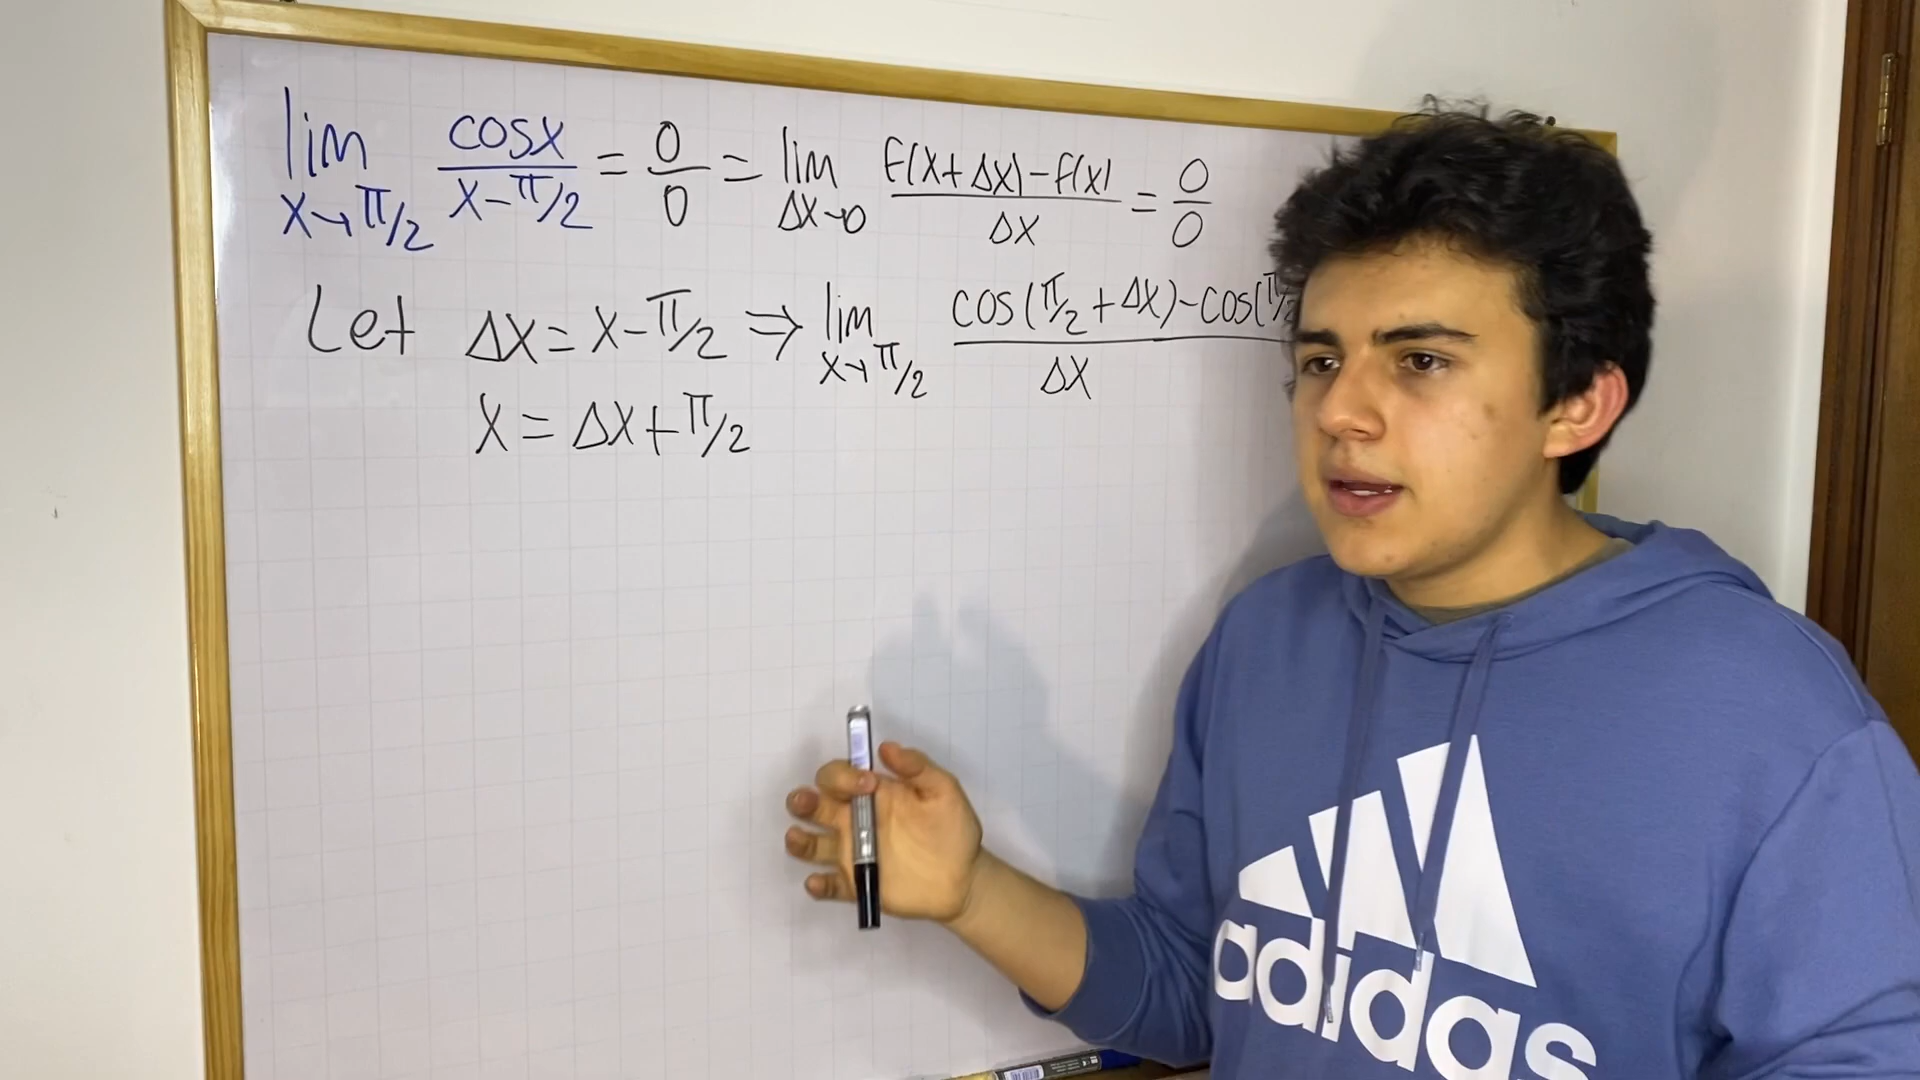 lim x→π/2 cosx/(x-π/2) = 0/0 = lim Δx→0 (f(x+Δx)-f(x))/Δx = 0/0
Let Δx = x-π/2 ⇒ lim x→π/2 (cos(π/2+Δx)-cos(π/2)/Δx
x = Δx+π/2
adidas